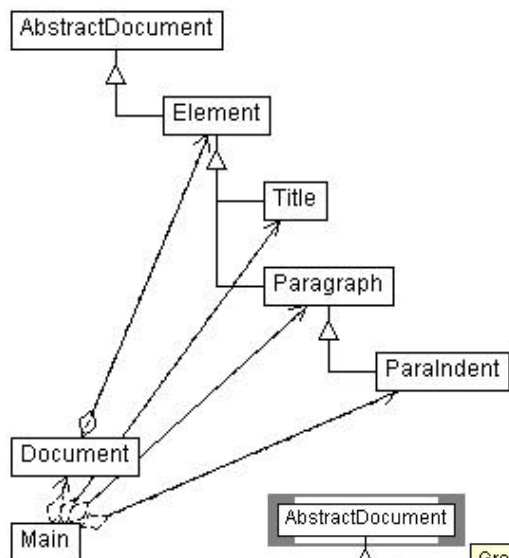 AbstractDocument
Element
Title
Paragraph
ParaIndent
Document
Main
AbstractDocument